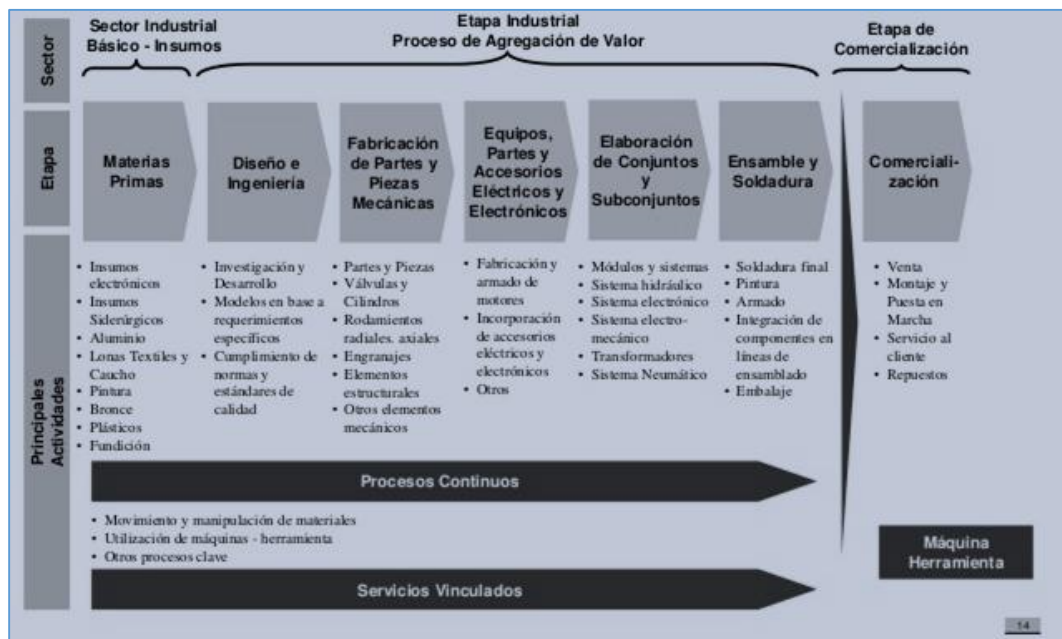 Sector
Sector Industrial
Básico - Insumos
Etapa Industrial
Proceso de Agregación de Valor
Etapa de
Comercialización
Etapa
Materias
Primas
Diseño e
Ingeniería
Fabricación
de Partes y
Piezas
Mecánicas
Equipos,
Partes y
Accesorios
Eléctricos y
Electrónicos
Elaboración
de Conjuntos
y
Subconjuntos
Ensamble y
Soldadura
Comerciali-
zación
Principales
Actividades
• Insumos
electrónicos
• Insumos
Siderúrgicos
• Aluminio
• Lonas Textiles y
Caucho
• Pintura
• Bronce
• Plásticos
• Fundición
• Investigación y
Desarrollo
• Modelos en base a
requerimientos
específicos
• Cumplimiento de
normas y
estándares de
calidad
• Partes y Piezas
• Válvulas y
Cilindros
• Rodamientos
radiales. axiales
• Engranajes
• Elementos
estructurales
• Otros elementos
mecánicos
• Fabricación y
armado de
motores
• Incorporación
de accesorios
eléctricos y
electrónicos
• Otros
• Módulos y sistemas
• Sistema hidráulico
• Sistema electrónico
• Sistema electro-
mecánico
• Transformadores
• Sistema Neumático
• Soldadura final
• Pintura
• Armado
• Integración de
componentes en
líneas de
ensamblado
• Embalaje
• Venta
• Montaje y
Puesta en
Marcha
• Servicio al
cliente
• Repuestos
Procesos Continuos
• Movimiento y manipulación de materiales
• Utilización de máquinas - herramienta
• Otros procesos clave
Servicios Vinculados
Máquina
Herramienta
14